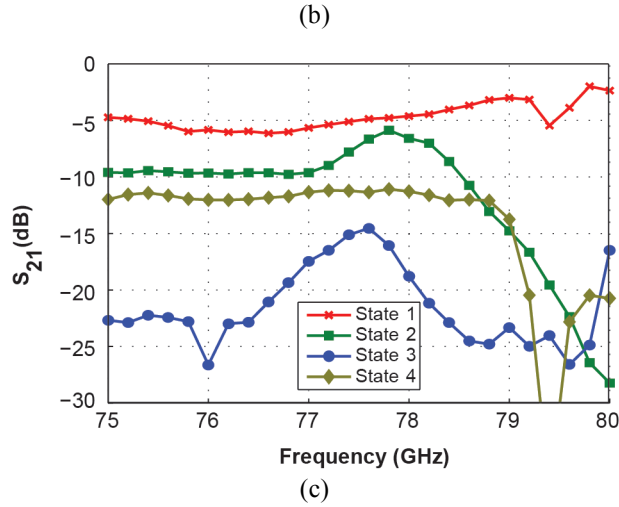 (b)
0
−5
−10
−15
−20
−25
−30
S21(dB)
State 1
State 2
State 3
State 4
75 76 77 78 79 80
Frequency (GHz)
(c)